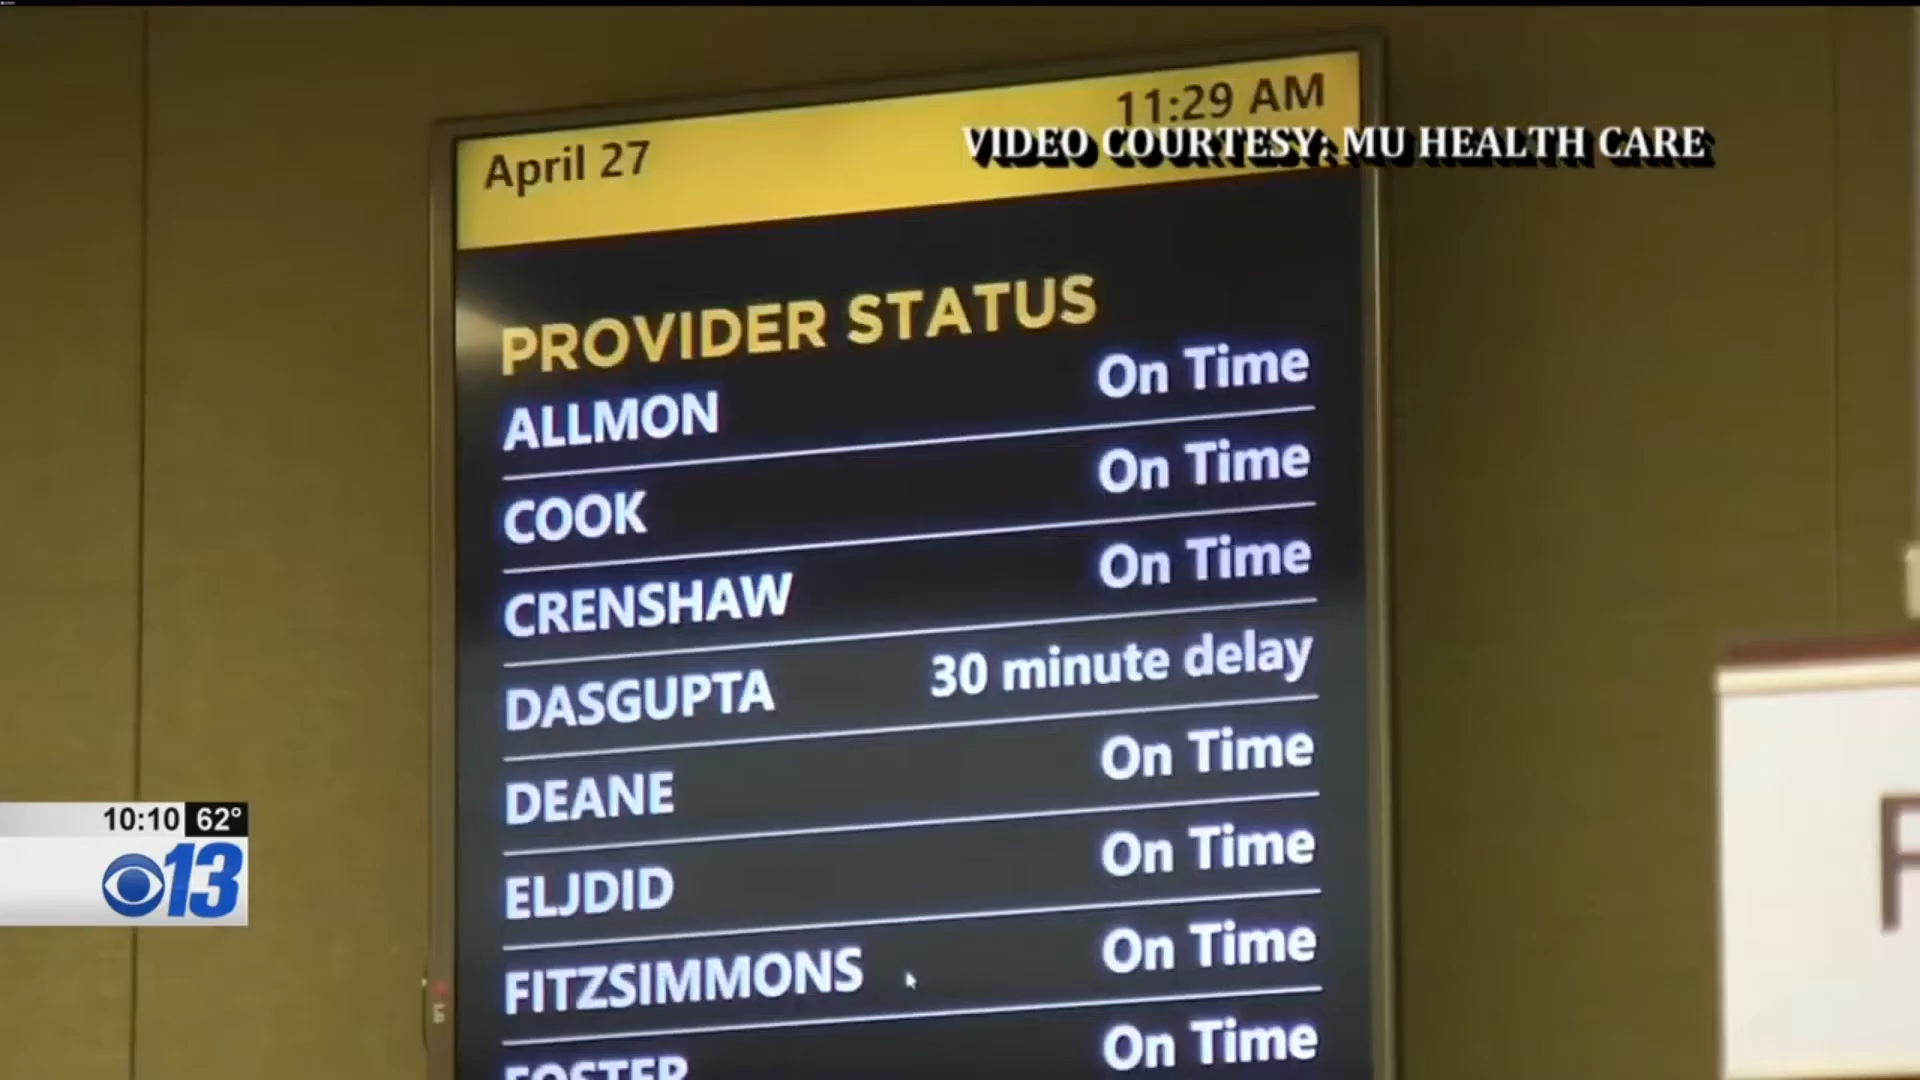 11:29 AM
April 27
VIDEO COURTESY: MU HEALTH CARE
PROVIDER STATUS
ALLMON On Time
COOK On Time
CRENSHAW On Time
DASGUPTA 30 minute delay
DEANE On Time
ELJDID On Time
FITZSIMMONS On Time
FOSTER On Time
10:10 62°
13
LG